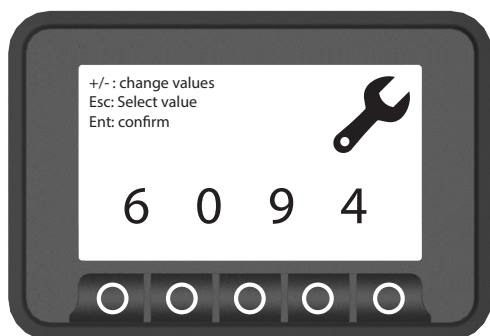 +/- : change values
Esc: Select value
Ent: confirm
6 0 9 4